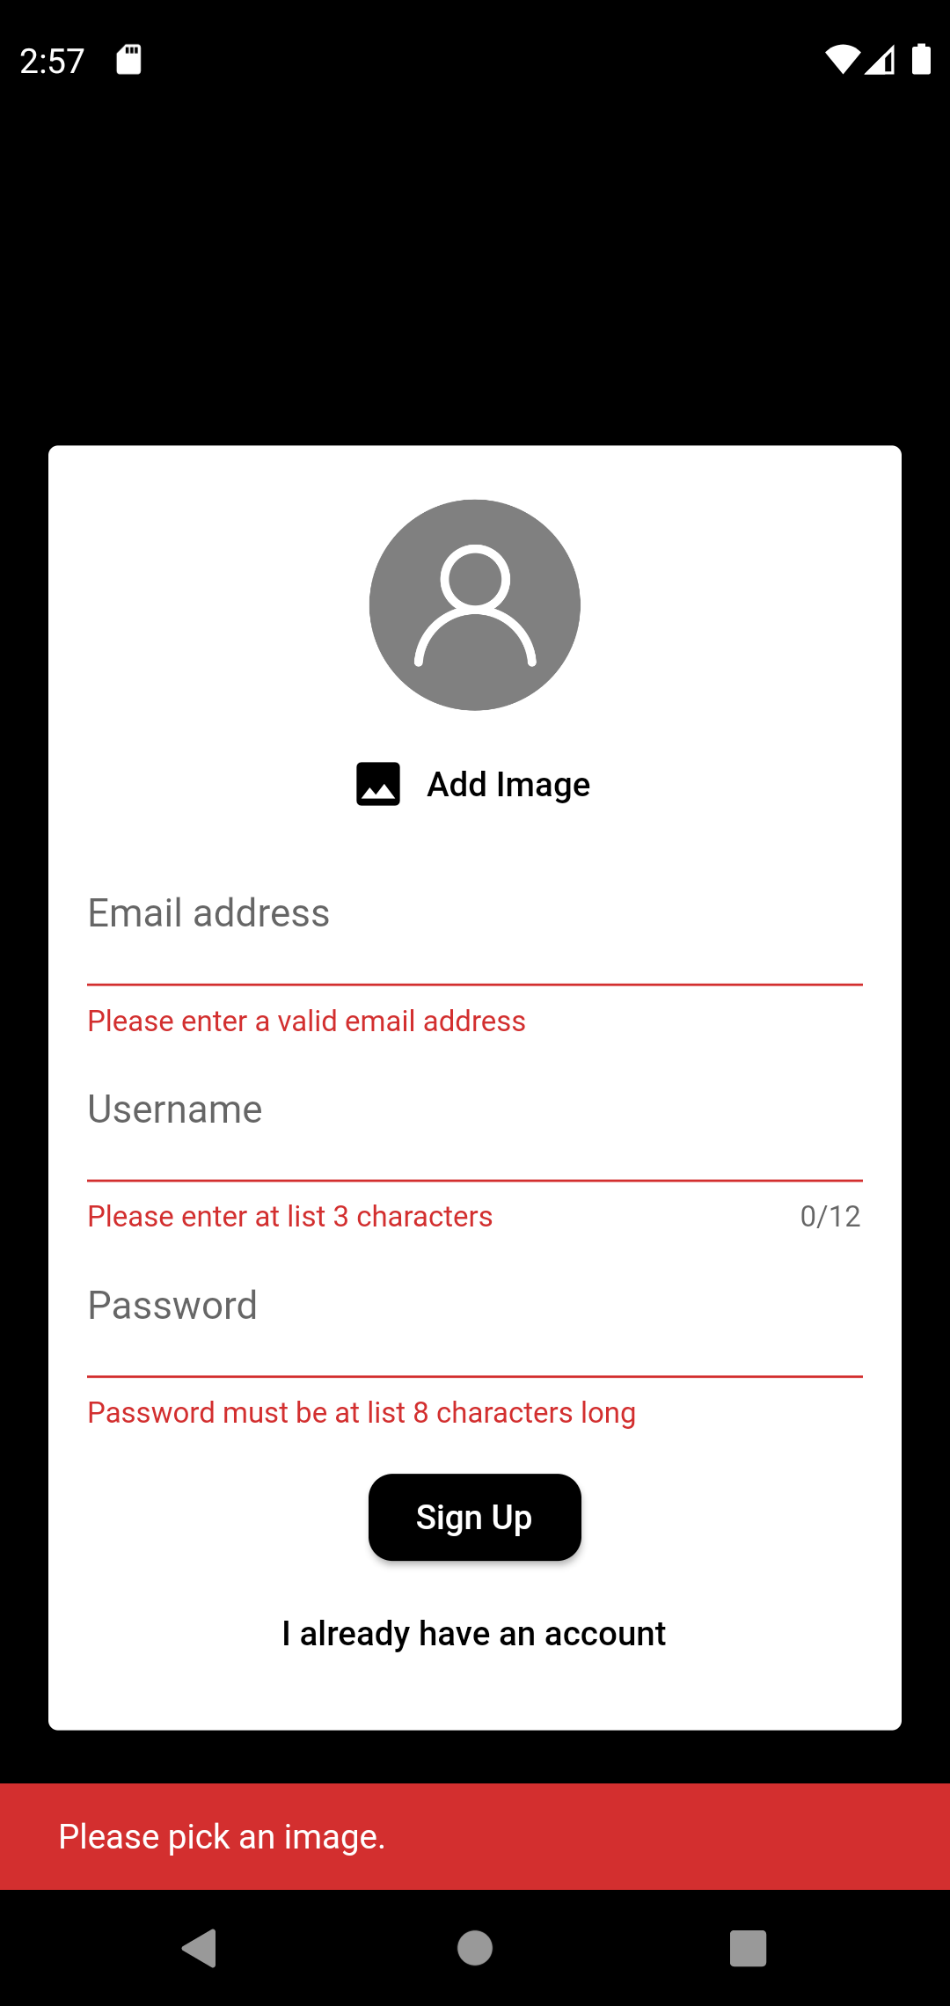 2:57
Add Image
Email address
Please enter a valid email address
Username
Please enter at list 3 characters 0/12
Password
Password must be at list 8 characters long
Sign Up
I already have an account
Please pick an image.